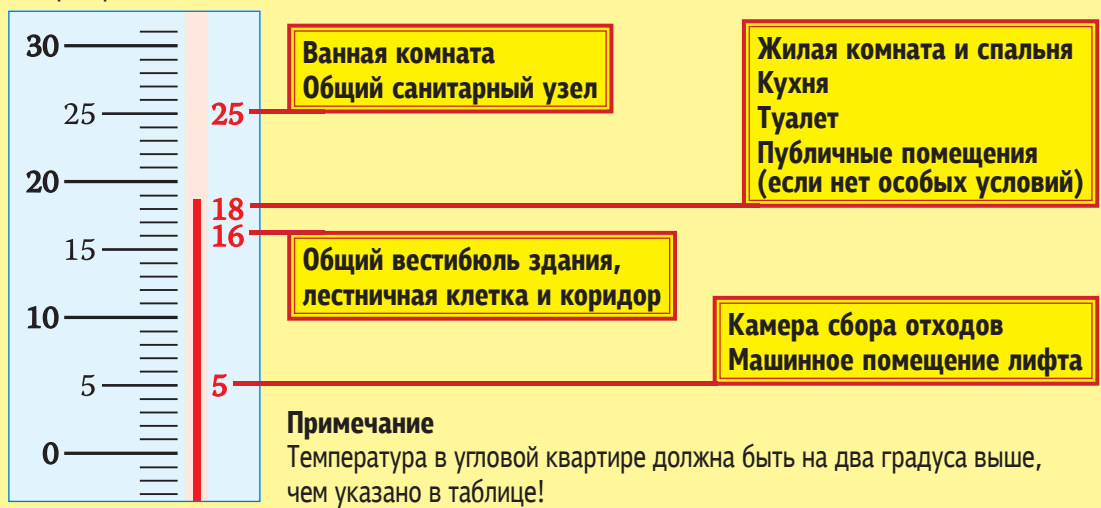 30
25
20
15
10
5
0
25
18
16
5
Ванная комната
Общий санитарный узел
Жилая комната и спальня
Кухня
Туалет
Публичные помещения
(если нет особых условий)
Общий вестибюль здания,
лестничная клетка и коридор
Камера сбора отходов
Машинное помещение лифта
Примечание
Температура в угловой квартире должна быть на два градуса выше,
чем указано в таблице!